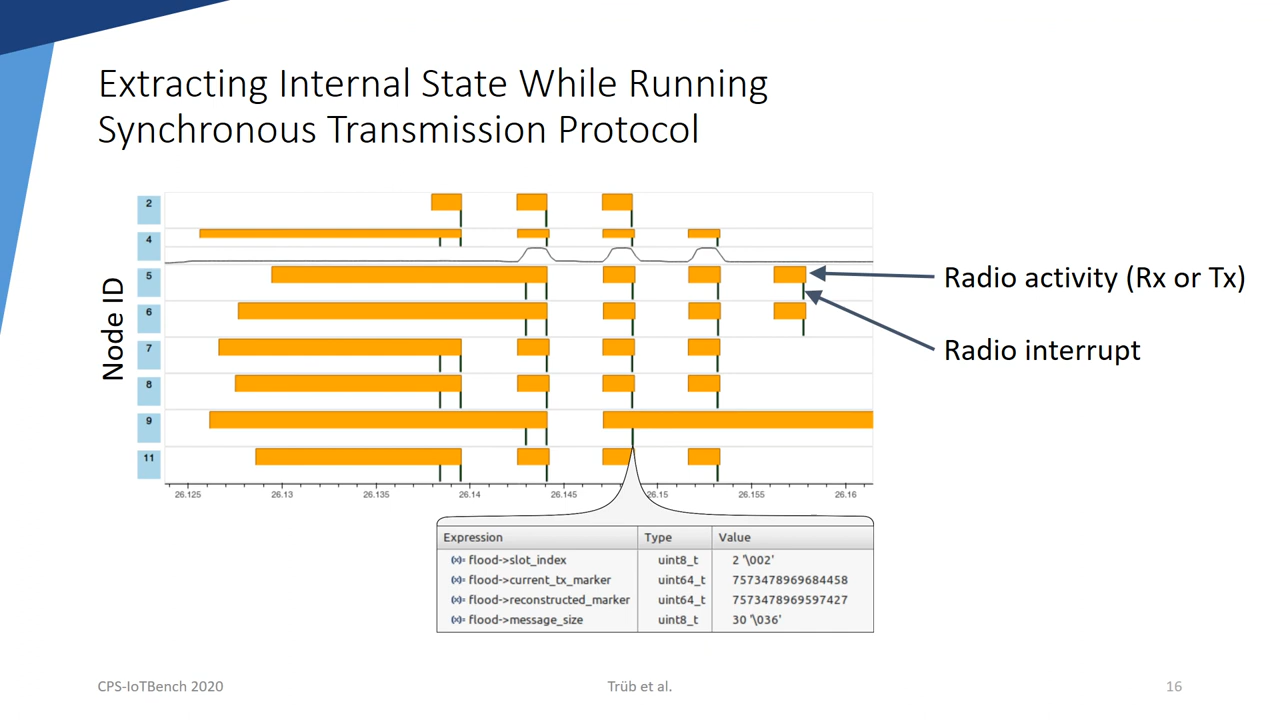 Extracting Internal State While Running
Synchronous Transmission Protocol
Node ID
2
4
5
6
7
8
9
11
26.125 26.13 26.135 26.14 26.145 26.15 26.155 26.16
Radio activity (Rx or Tx)
Radio interrupt
Expression Type Value
(x)= flood->slot_index uint8_t 2 '\002'
(x)= flood->current_tx_marker uint64_t 7573478969684458
(x)= flood->reconstructed_marker uint64_t 7573478969597427
(x)= flood->message_size uint8_t 30 '\036'
CPS-IoTBench 2020 Trüb et al. 16